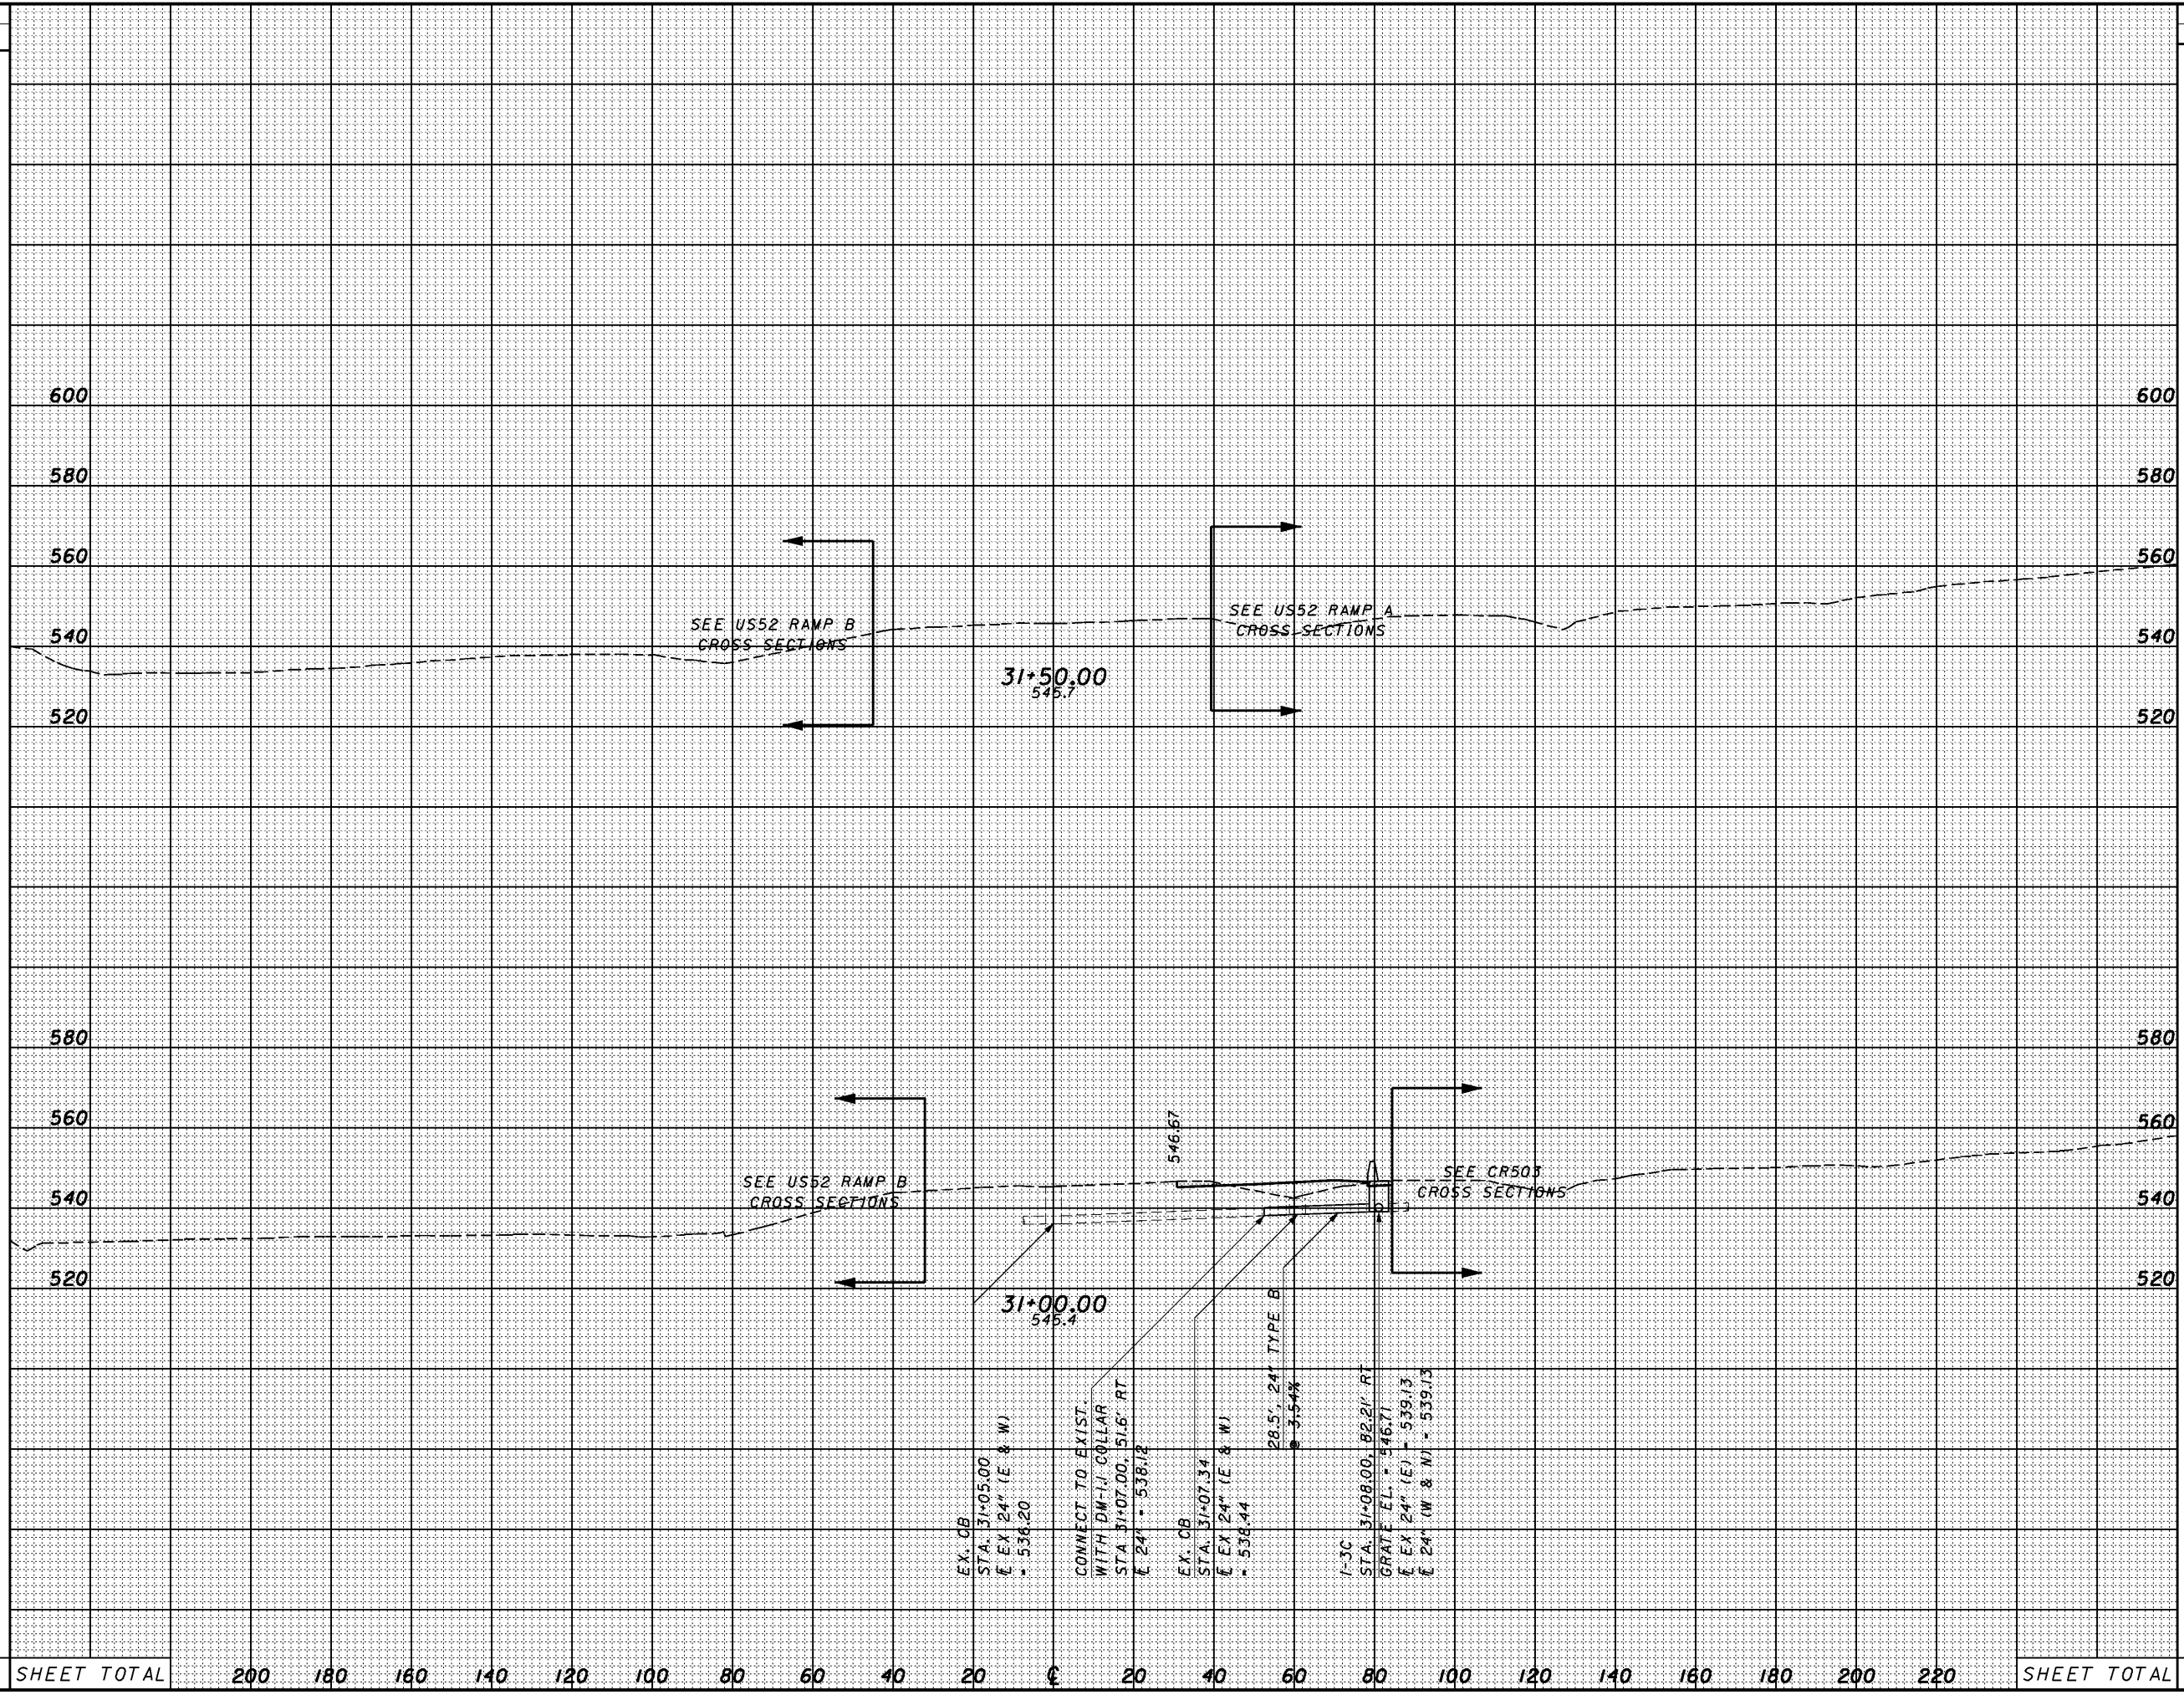 600 600
580 580
560 560
SEE US52 RAMP B
CROSS SECTIONS
SEE US52 RAMP A
CROSS SECTIONS
540 540
31+50.00
545.7
520 520
580 580
560 560
546.67
SEE US52 RAMP B
CROSS SECTIONS
SEE CR503
CROSS SECTIONS
540 540
520 520
31+00.00
545.4
EX. CB
STA. 31+05.00
℄ EX 24" (E & W)
= 536.20
CONNECT TO EXIST.
WITH DM-1.1 COLLAR
STA 31+07.00, 51.6' RT
℄ 24" = 538.12
EX. CB
STA. 31+07.34
℄ EX 24" (E & W)
= 538.44
28.5', 24" TYPE B
@ 3.54%
I-3C
STA. 31+08.00, 82.21' RT
GRATE EL. = 546.71
℄ EX 24" (E) = 539.13
℄ 24" (W & N) = 539.13
SHEET TOTAL 200 180 160 140 120 100 80 60 40 20 ℄ 20 40 60 80 100 120 140 160 180 200 220 SHEET TOTAL